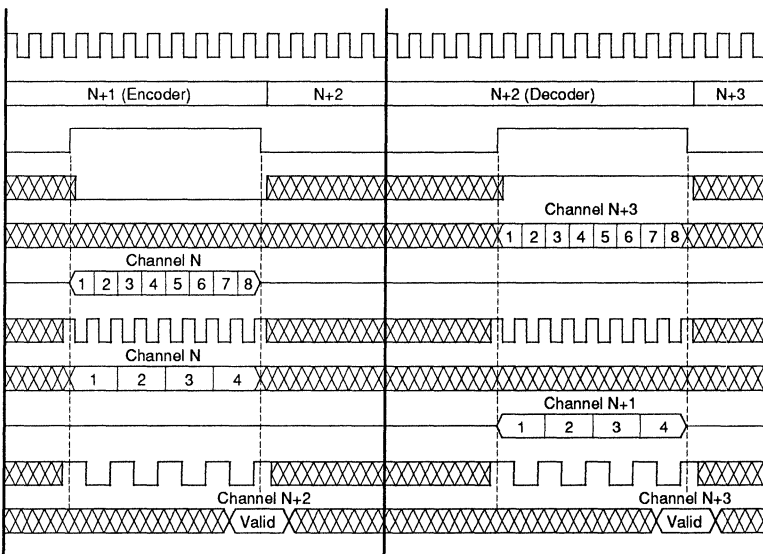 N+1 (Encoder) N+2 N+2 (Decoder) N+3
Channel N+3
1 2 3 4 5 6 7 8
Channel N
1 2 3 4 5 6 7 8
Channel N
1 2 3 4
Channel N+1
1 2 3 4
Channel N+2 Channel N+3
Valid Valid